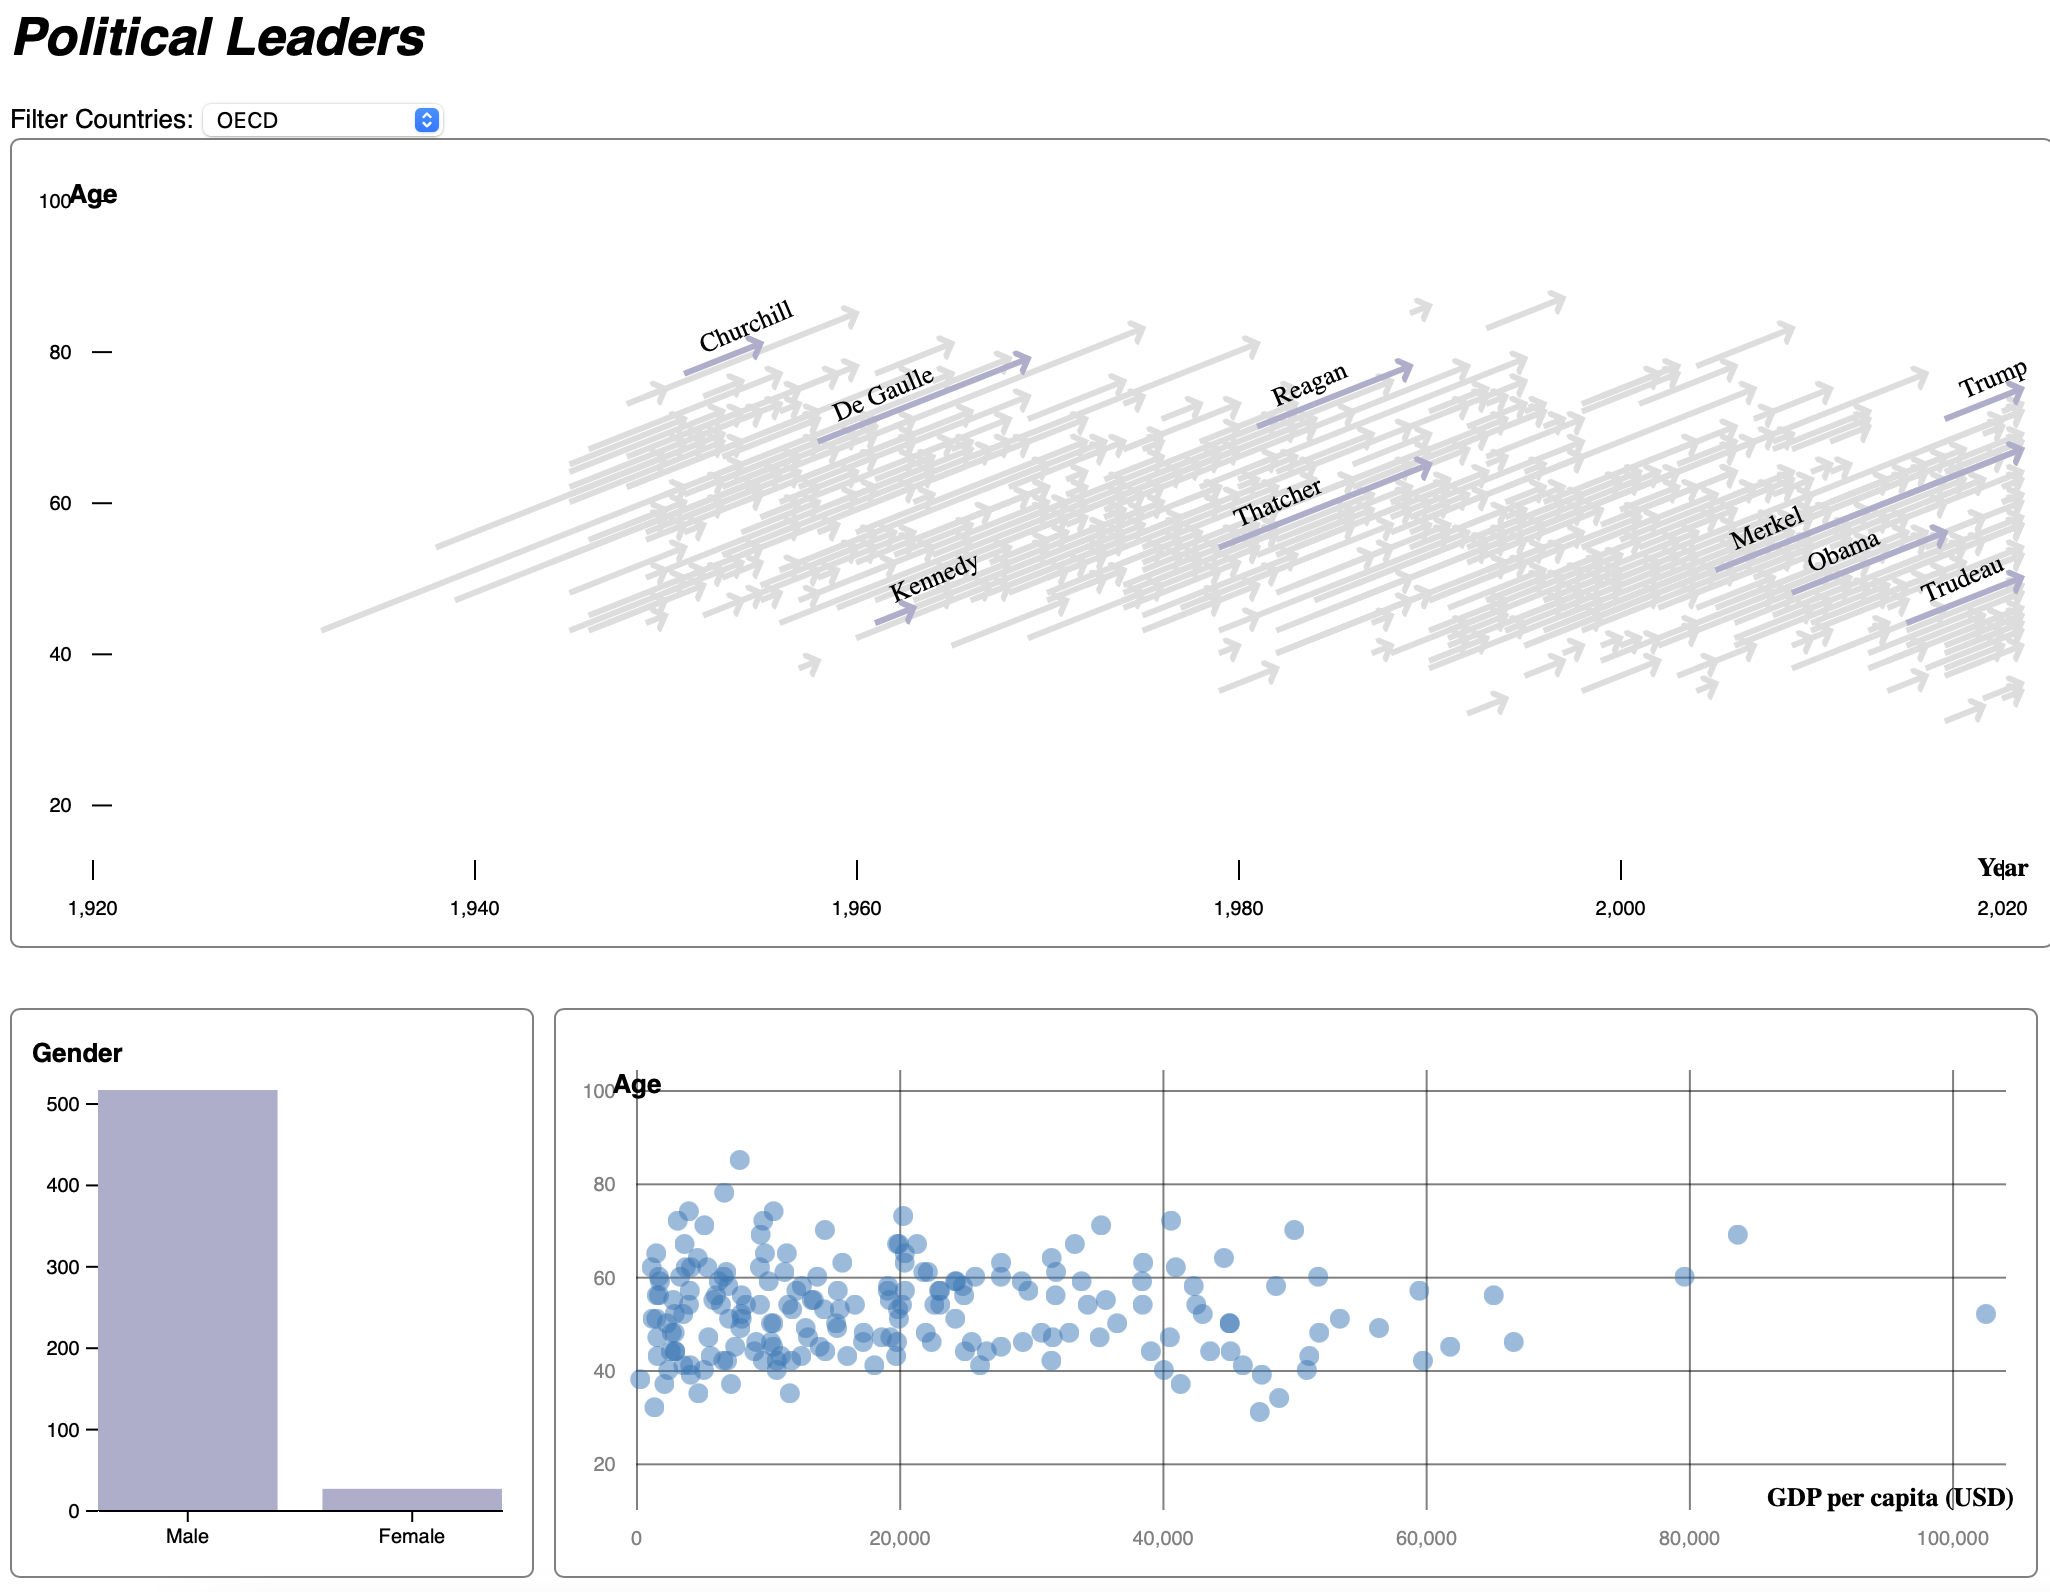 Political Leaders
Filter Countries: OECD
Age
100
80
60
40
20
Churchill
De Gaulle
Kennedy
Reagan
Thatcher
Trump
Merkel
Obama
Trudeau
Year
1,920 1,940 1,960 1,980 2,000 2,020
Gender
500
400
300
200
100
0
Male Female
Age
100
80
60
40
20
GDP per capita (USD)
0 20,000 40,000 60,000 80,000 100,000